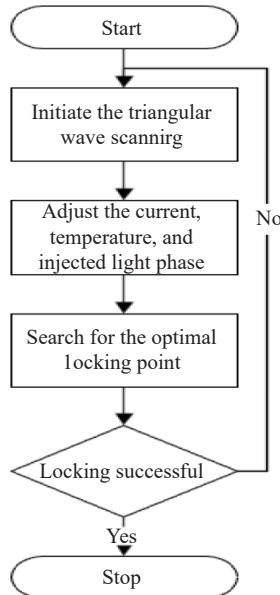 Start
Initiate the triangular
wave scannirg
Adjust the current,
temperature, and
injected light phase
No
Search for the optimal
locking point
Locking successful
Yes
Stop